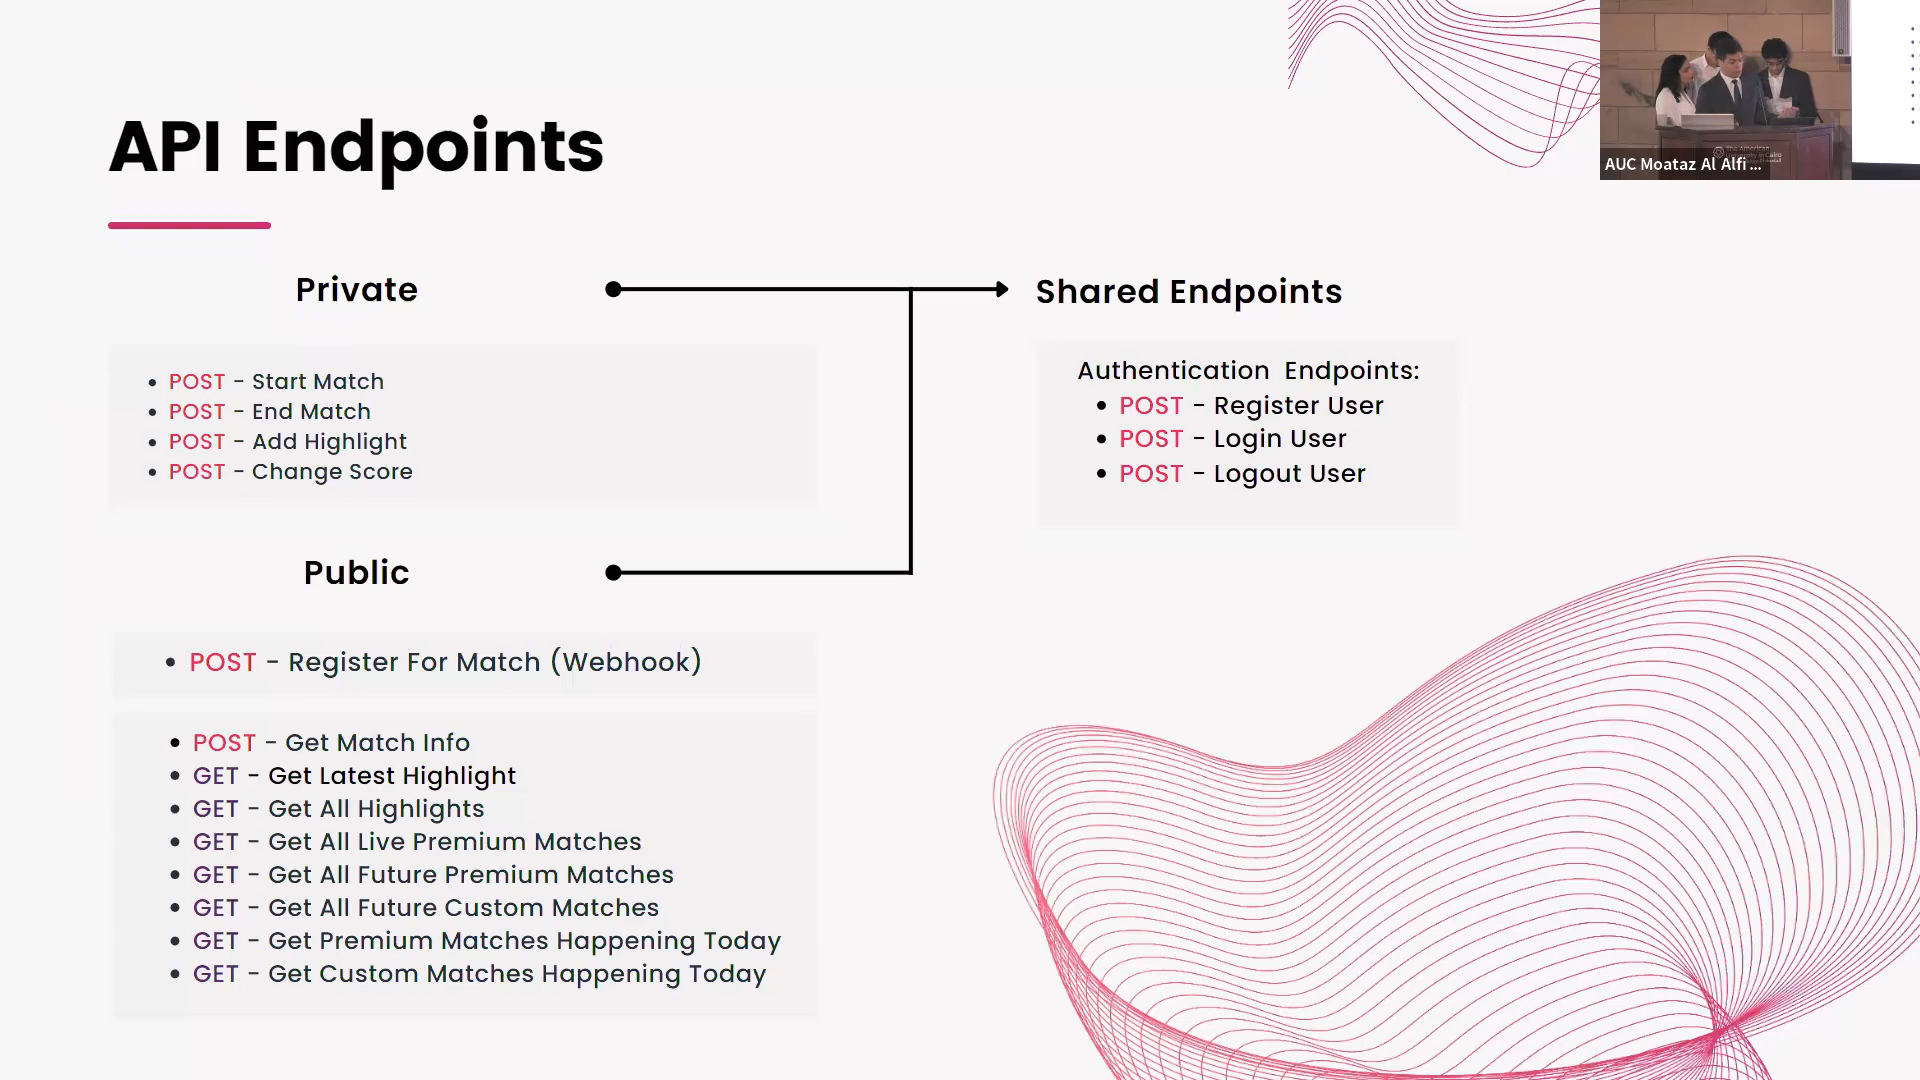 API Endpoints
Private
POST - Start Match
POST - End Match
POST - Add Highlight
POST - Change Score
Public
POST - Register For Match (Webhook)
POST - Get Match Info
GET - Get Latest Highlight
GET - Get All Highlights
GET - Get All Live Premium Matches
GET - Get All Future Premium Matches
GET - Get All Future Custom Matches
GET - Get Premium Matches Happening Today
GET - Get Custom Matches Happening Today
Shared Endpoints
Authentication Endpoints:
POST - Register User
POST - Login User
POST - Logout User
The American
AUC Moataz Al Alfi ...